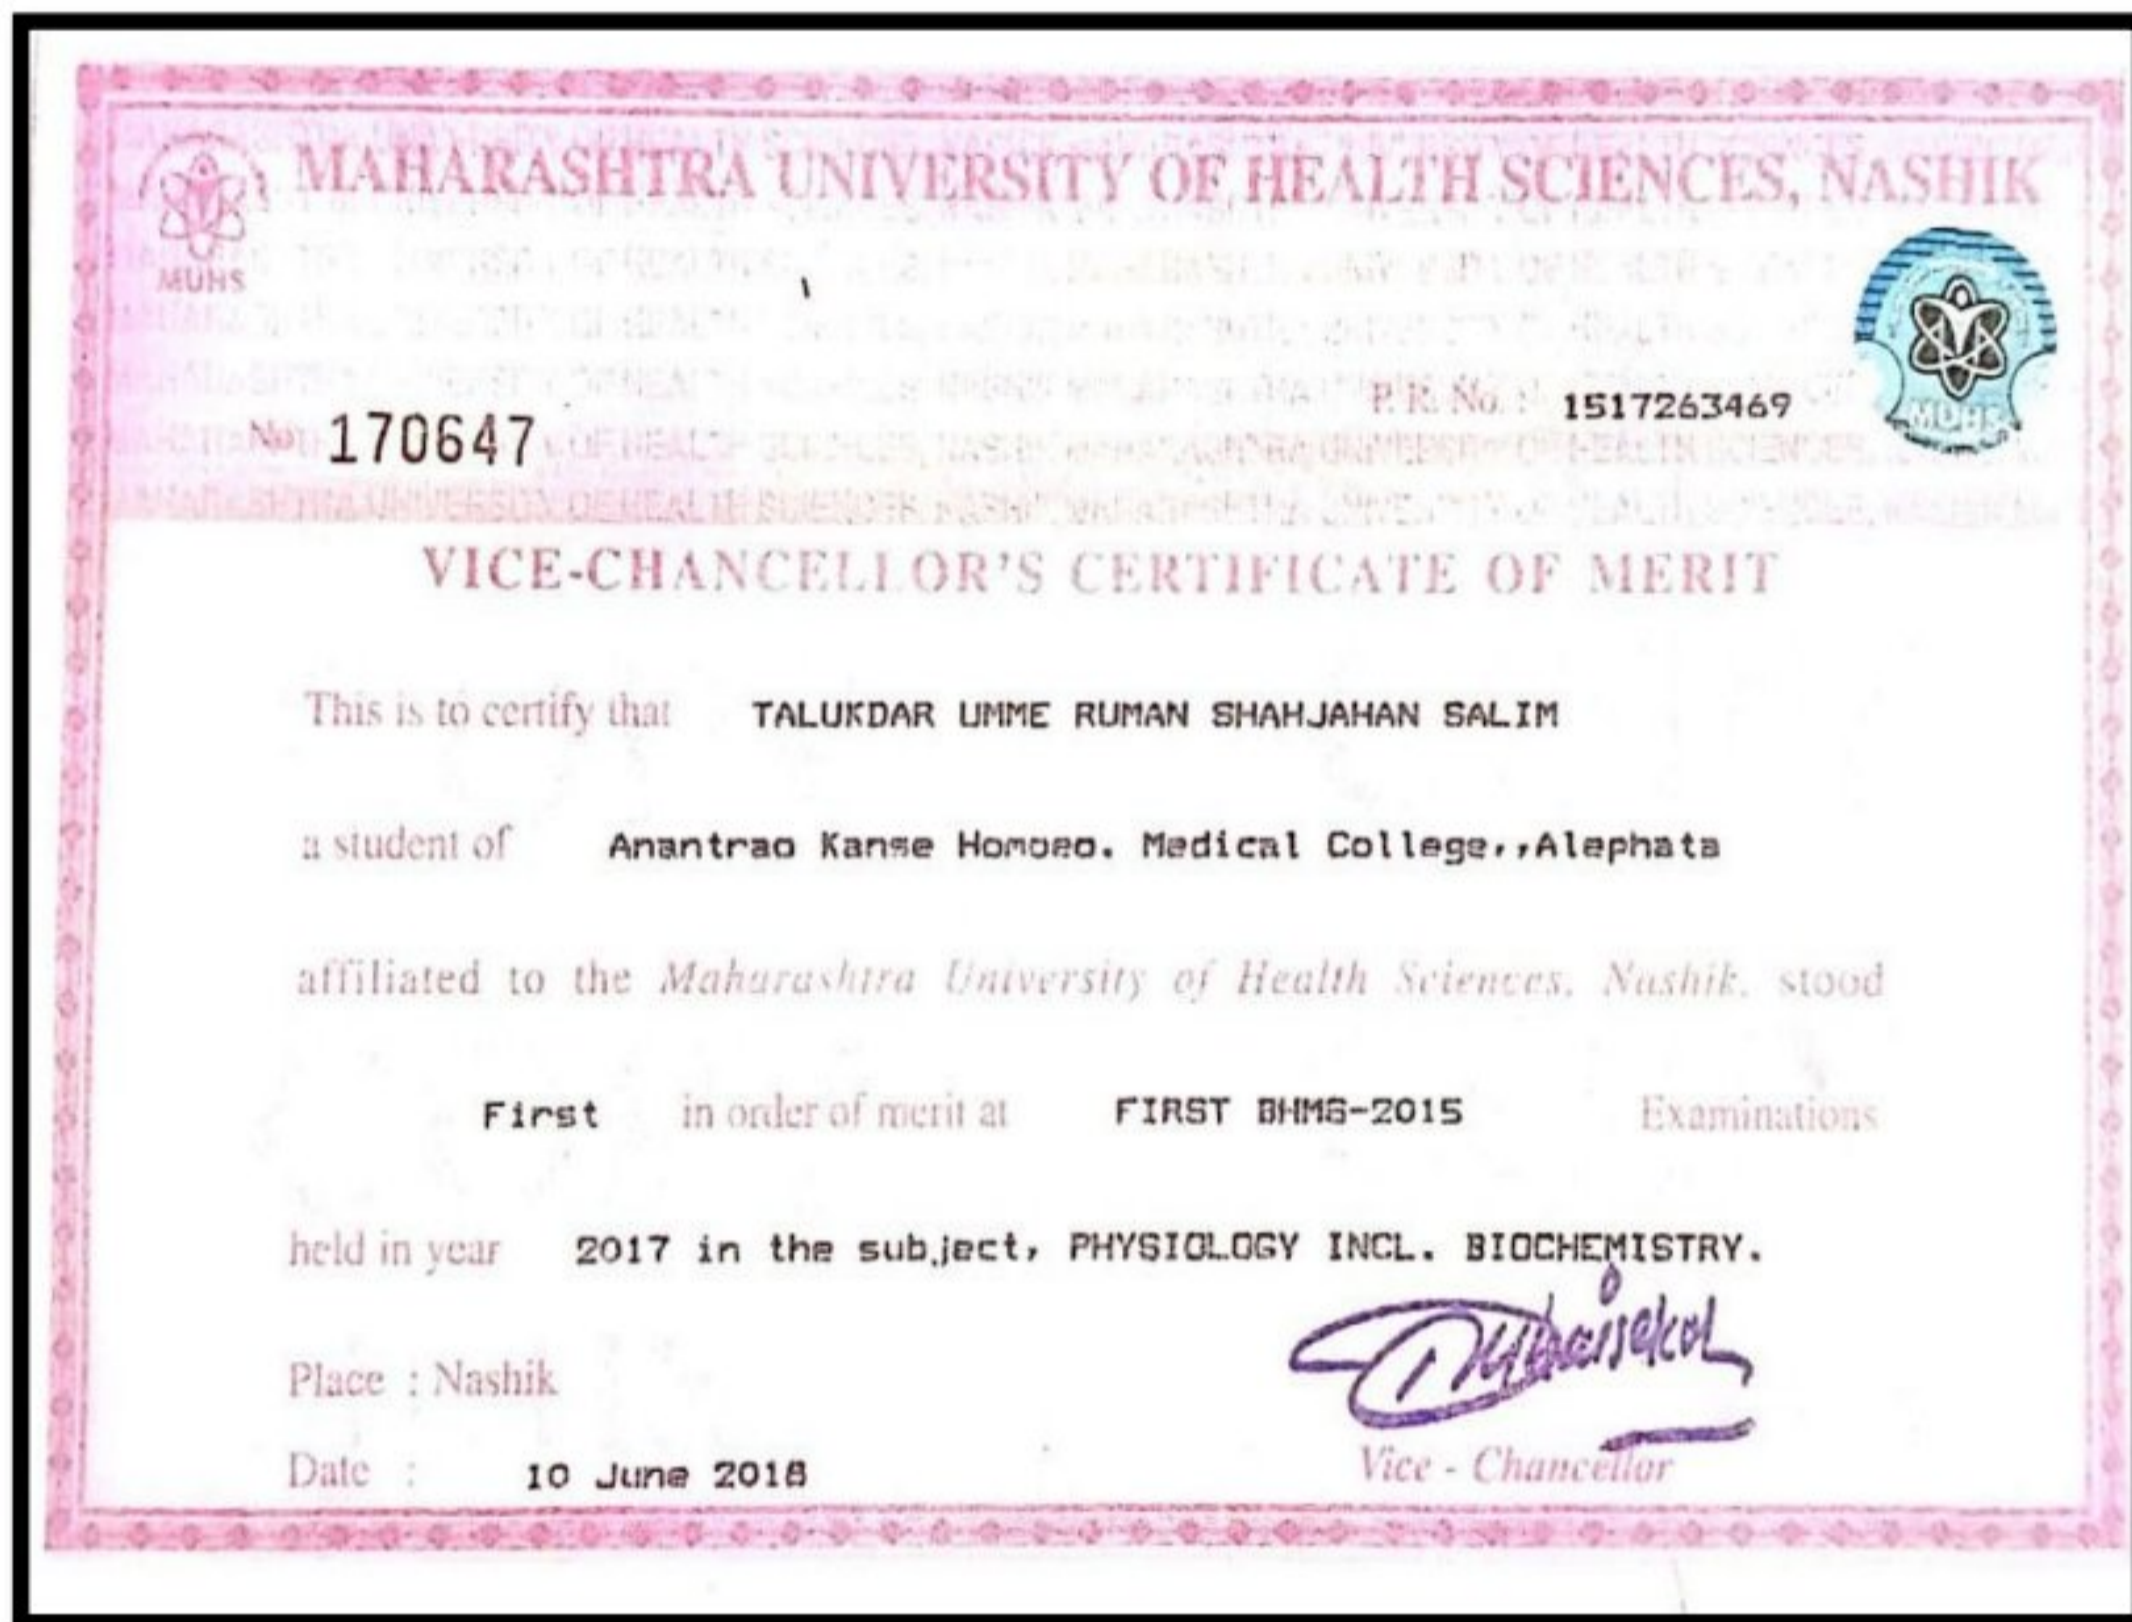 MAHARASHTRA UNIVERSITY OF HEALTH SCIENCES, NASHIK
MUHS
MUHS
No. 170647
P. R. No. : 1517263469
VICE-CHANCELLOR'S CERTIFICATE OF MERIT
This is to certify that TALUKDAR UMME RUMAN SHAHJAHAN SALIM
a student of Anantrao Kanse Homoeo. Medical College,,Alephata
affiliated to the Maharashtra University of Health Sciences, Nashik. stood
First in order of merit at FIRST BHMS-2015 Examinations
held in year 2017 in the subject, PHYSIOLOGY INCL. BIOCHEMISTRY.
Place : Nashik
Date : 10 June 2018
Vice - Chancellor